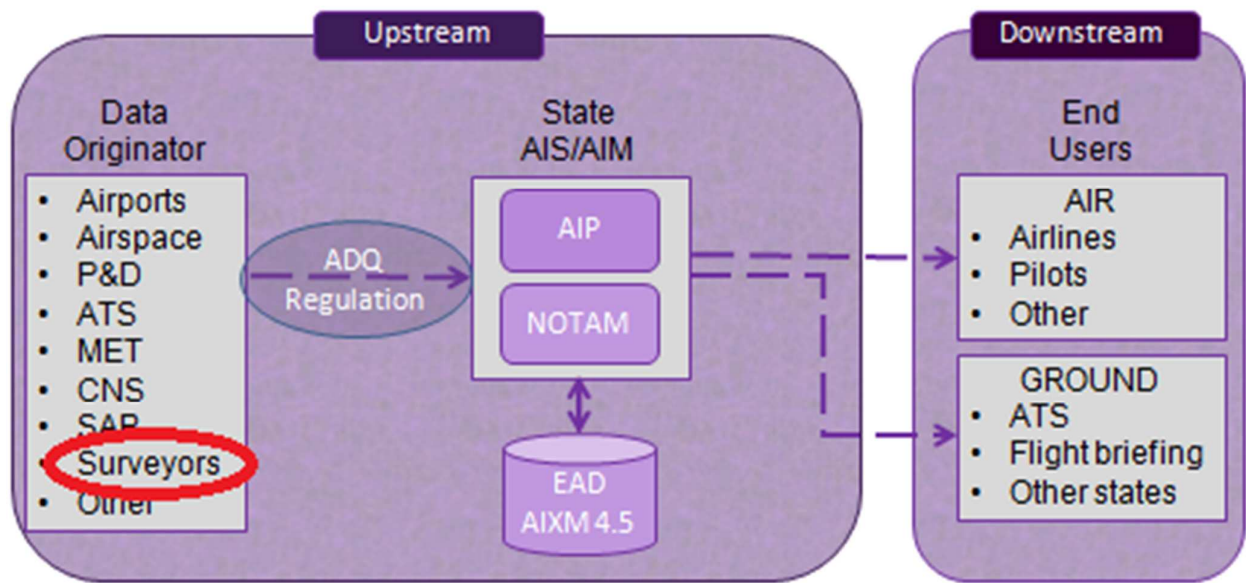 Upstream
Data
Originator
• Airports
• Airspace
• P&D
• ATS
• MET
• CNS
• SAR
• Surveyors
• Other
ADQ
Regulation
State
AIS/AIM
AIP
NOTAM
EAD
AIXM 4.5
Downstream
End
Users
AIR
• Airlines
• Pilots
• Other
GROUND
• ATS
• Flight briefing
• Other states